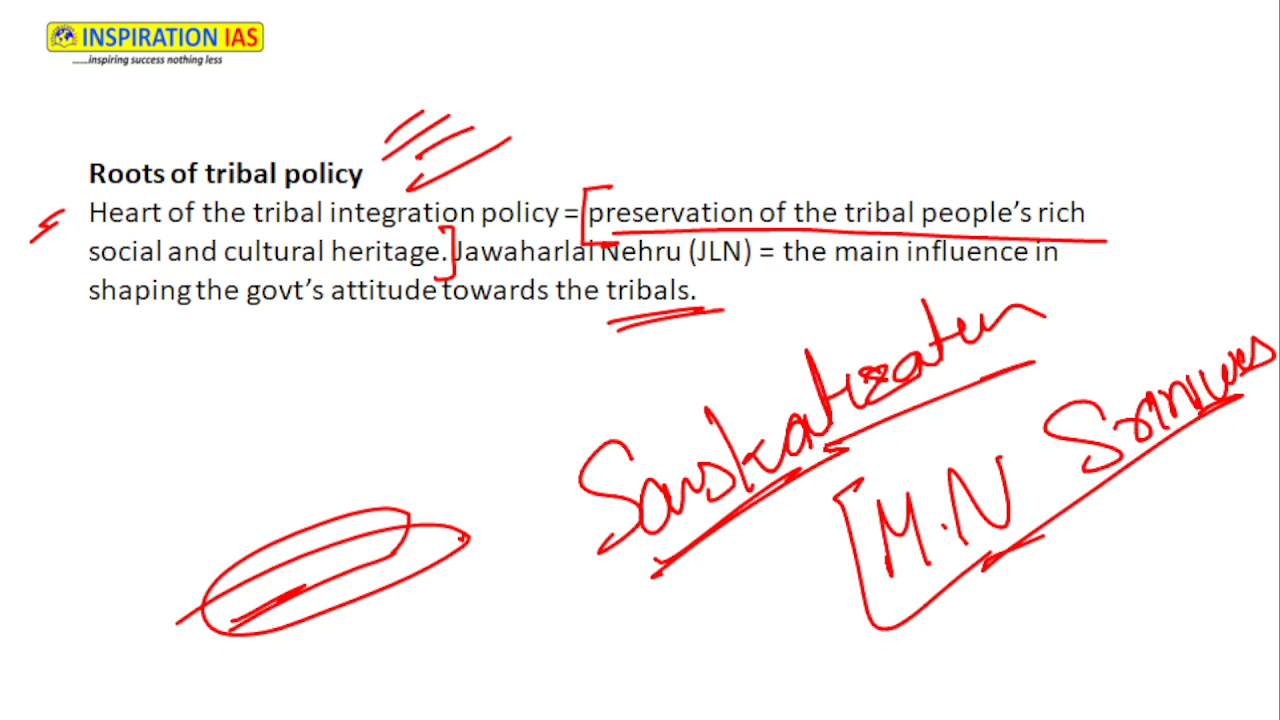 INSPIRATION IAS
......inspiring success nothing less
Roots of tribal policy
Heart of the tribal integration policy = preservation of the tribal people's rich
social and cultural heritage. Jawaharlal Nehru (JLN) = the main influence in
shaping the govt's attitude towards the tribals.
M.N